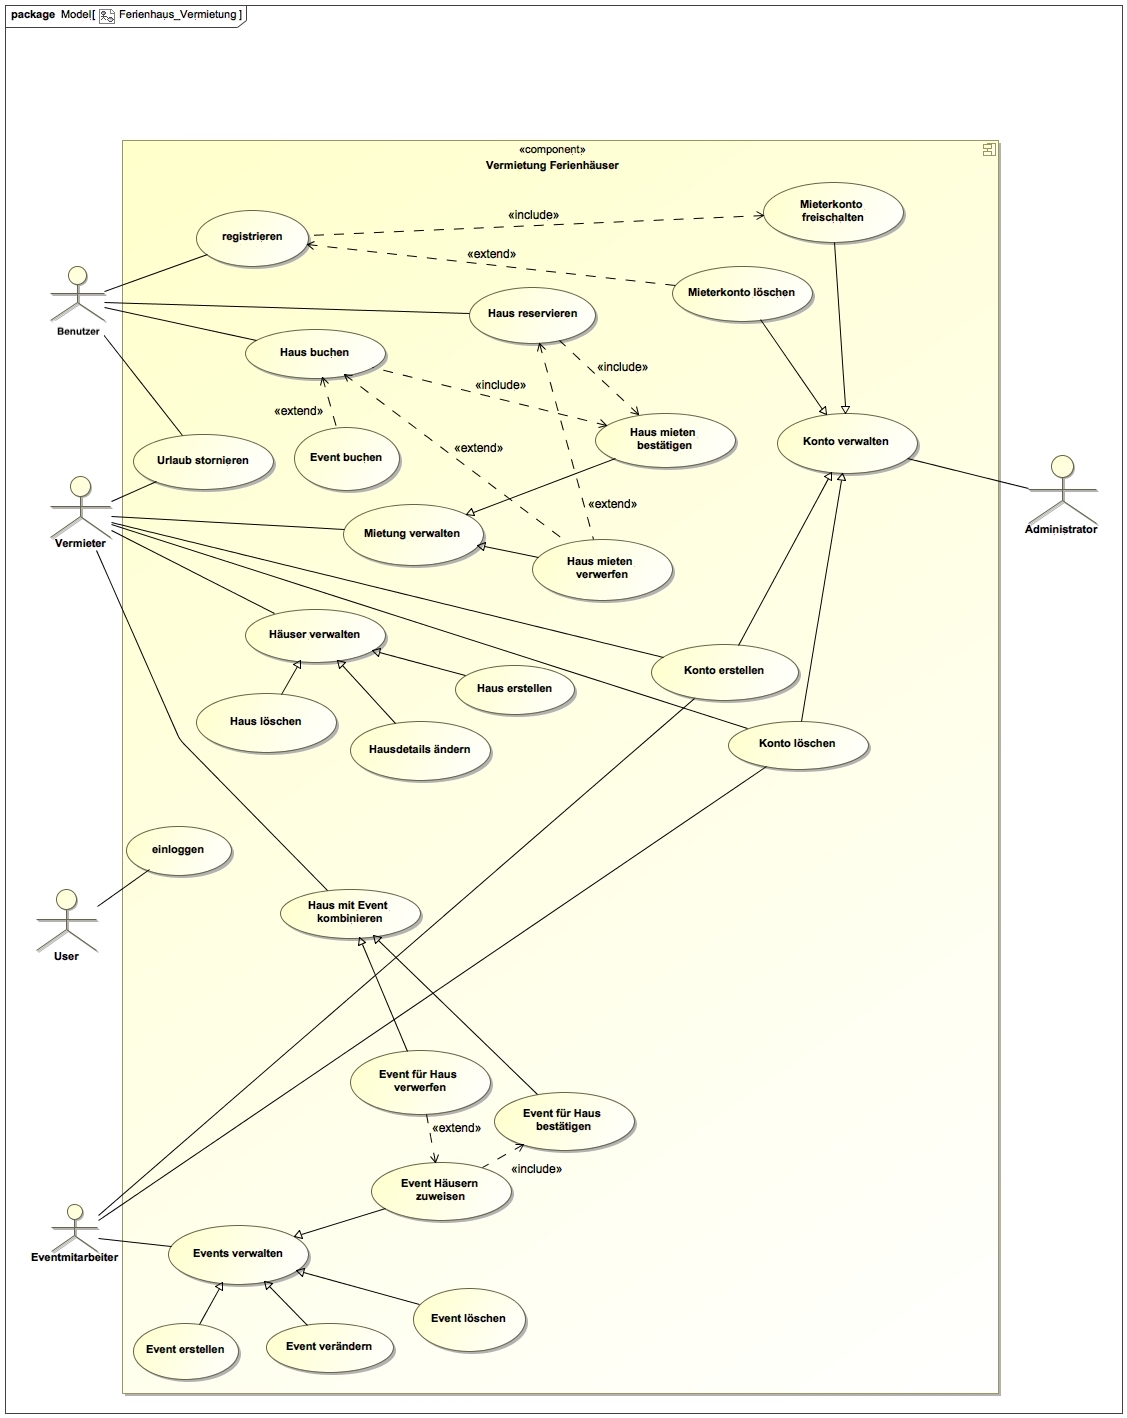 package Model[ Ferienhaus_Vermietung ]
«component»
Vermietung Ferienhäuser
Mieterkonto
freischalten
«include»
registrieren
«extend»
Mieterkonto löschen
Haus reservieren
Benutzer
Haus buchen
«include»
«include»
«extend»
Haus mieten
bestätigen
Konto verwalten
Urlaub stornieren
Event buchen
«extend»
«extend»
Administrator
Vermieter
Mietung verwalten
Haus mieten
verwerfen
Häuser verwalten
Konto erstellen
Haus erstellen
Haus löschen
Hausdetails ändern
Konto löschen
einloggen
Haus mit Event
kombinieren
User
Event für Haus
verwerfen
Event für Haus
bestätigen
«extend»
«include»
Event Häusern
zuweisen
Eventmitarbeiter
Events verwalten
Event löschen
Event erstellen
Event verändern